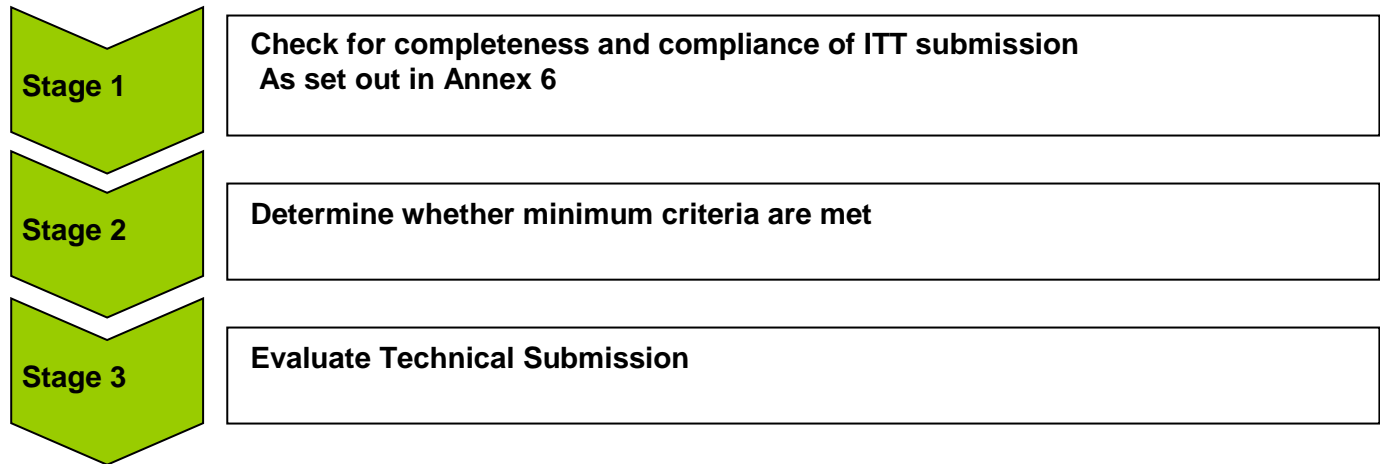 Stage 1
Check for completeness and compliance of ITT submission
As set out in Annex 6
Stage 2
Determine whether minimum criteria are met
Stage 3
Evaluate Technical Submission